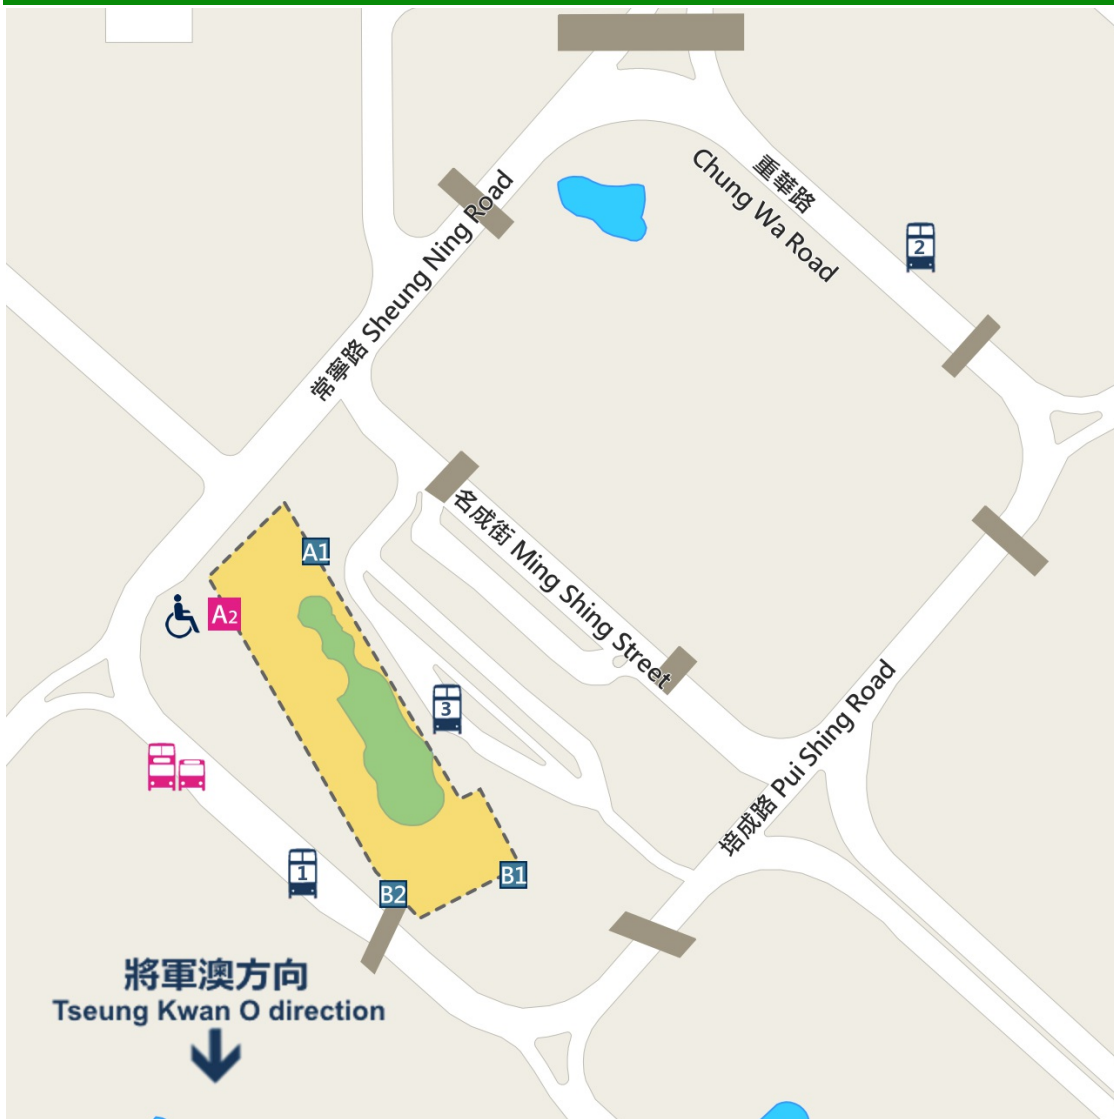 重華路
Chung Wa Road
2
常寧路 Sheung Ning Road
名成街 Ming Shing Street
A1
A2
3
培成路 Pui Shing Road
1
B1
B2
將軍澳方向
Tseung Kwan O direction